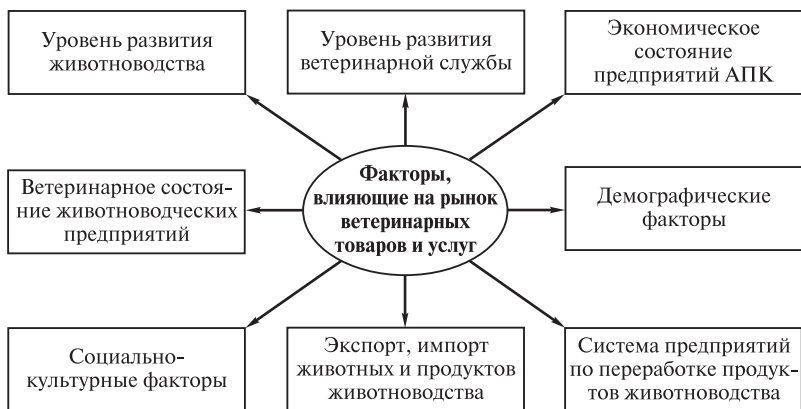 Уровень развития
животноводства
Уровень развития
ветеринарной службы
Экономическое
состояние
предприятий АПК
Ветеринарное состоя-
ние животноводческих
предприятий
Факторы,
влияющие на рынок
ветеринарных
товаров и услуг
Демографические
факторы
Социально-
культурные факторы
Экспорт, импорт
животных и продуктов
животноводства
Система предприятий
по переработке продук-
тов животноводства